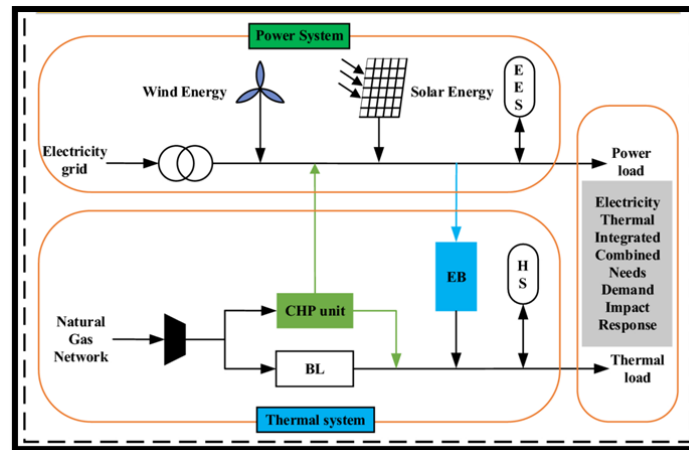 Power System
Wind Energy
Solar Energy
E
E
S
Electricity
grid
Power
load
Electricity
Thermal
Integrated
Combined
Needs
Demand
Impact
Response
EB
H
S
CHP unit
Natural
Gas
Network
BL
Thermal
load
Thermal system